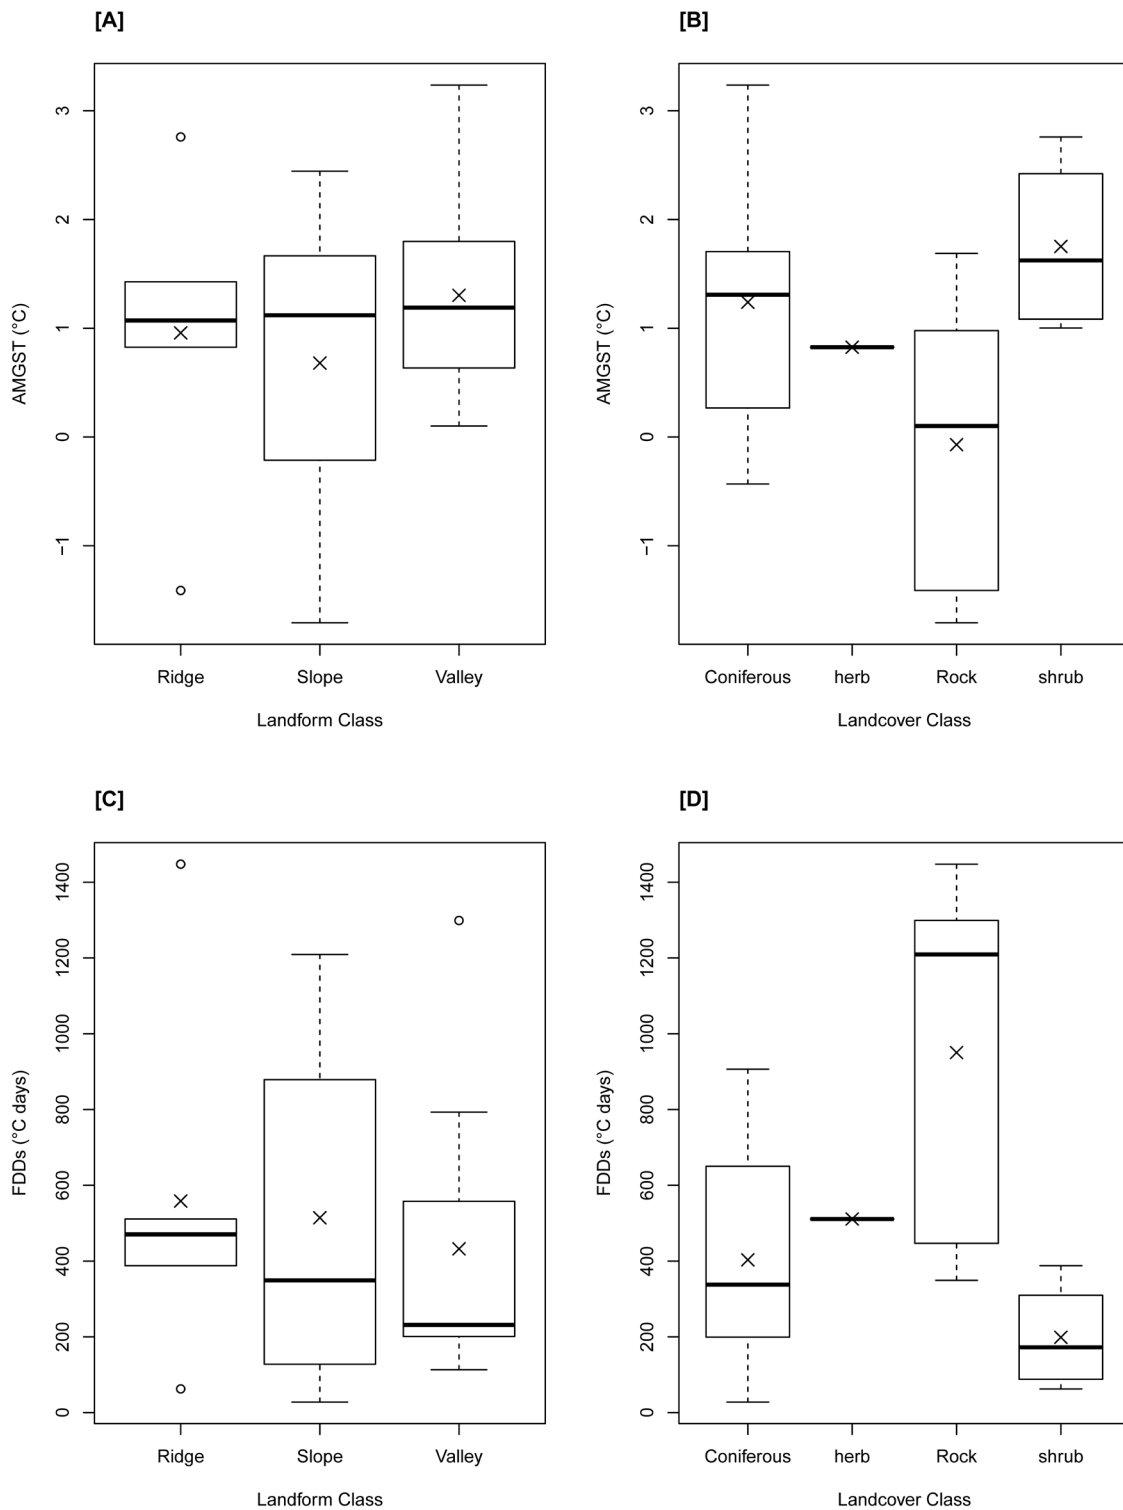 [A]
[B]
AMGST (°C)
3
2
1
0
−1
Ridge Slope Valley
Landform Class
AMGST (°C)
3
2
1
0
−1
Coniferous herb Rock shrub
Landcover Class
[C]
[D]
FDDs (°C days)
1400
1200
1000
800
600
400
200
0
Ridge Slope Valley
Landform Class
FDDs (°C days)
1400
1200
1000
800
600
400
200
0
Coniferous herb Rock shrub
Landcover Class